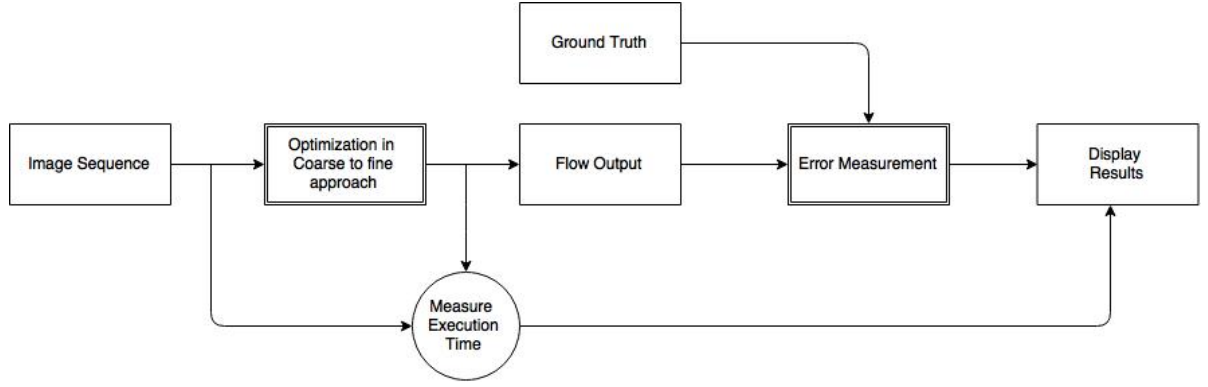 Ground Truth
Image Sequence
Optimization in
Coarse to fine
approach
Flow Output
Error Measurement
Display
Results
Measure
Execution
Time